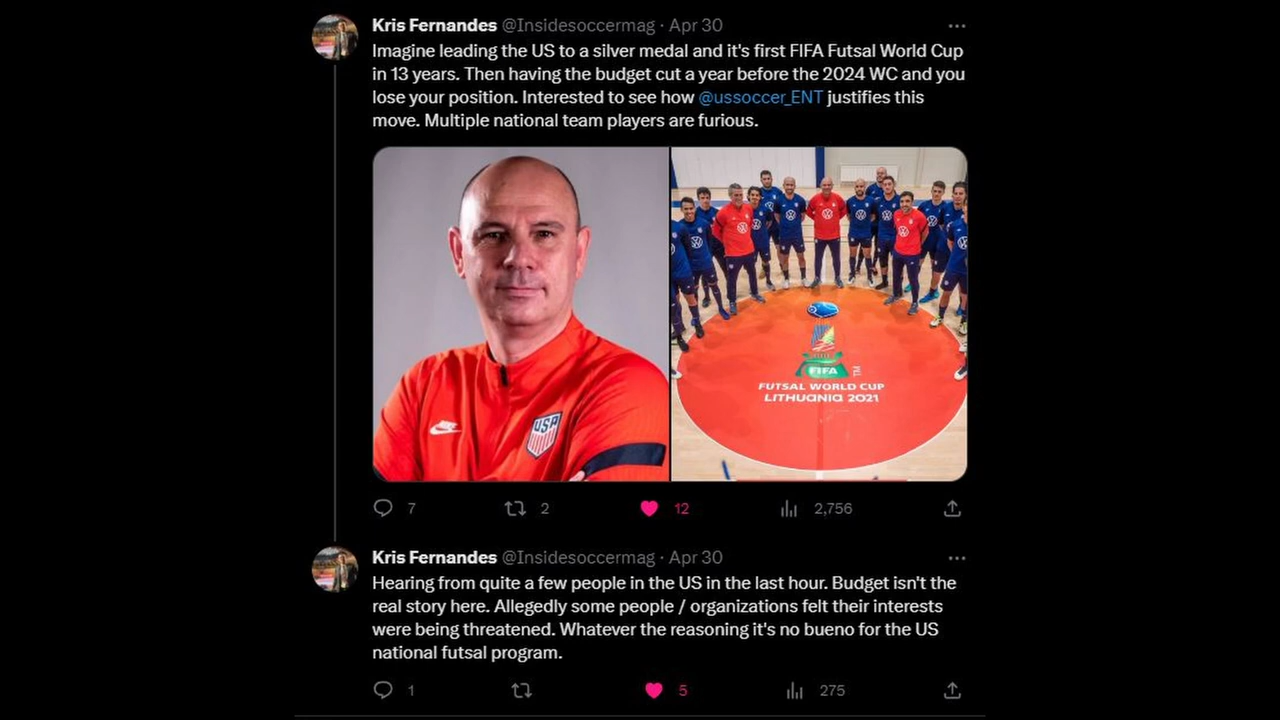 Kris Fernandes @Insidesoccermag · Apr 30
Imagine leading the US to a silver medal and it's first FIFA Futsal World Cup
in 13 years. Then having the budget cut a year before the 2024 WC and you
lose your position. Interested to see how @ussoccer_ENT justifies this
move. Multiple national team players are furious.
USA
FIFA
TM
FUTSAL WORLD CUP
LITHUANIA 2021
7 2 12 2,756
Kris Fernandes @Insidesoccermag · Apr 30
Hearing from quite a few people in the US in the last hour. Budget isn't the
real story here. Allegedly some people / organizations felt their interests
were being threatened. Whatever the reasoning it's no bueno for the US
national futsal program.
1 5 275